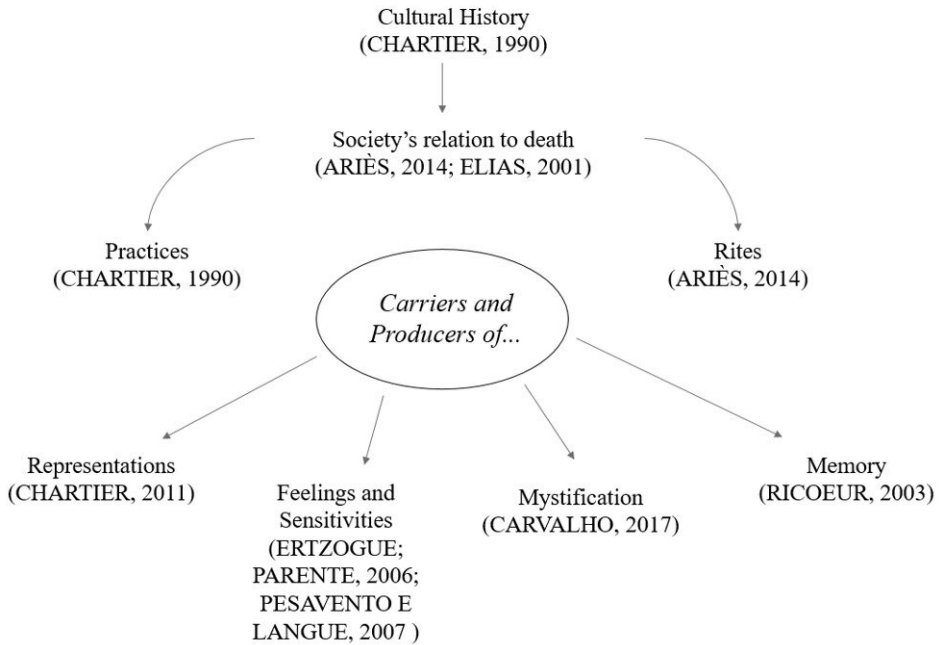 Cultural History
(CHARTIER, 1990)
Society’s relation to death
(ARIÈS, 2014; ELIAS, 2001)
Practices
(CHARTIER, 1990)
Rites
(ARIÈS, 2014)
Carriers and
Producers of...
Representations
(CHARTIER, 2011)
Feelings and
Sensitivities
(ERTZOGUE;
PARENTE, 2006;
PESAVENTO E
LANGUE, 2007 )
Mystification
(CARVALHO, 2017)
Memory
(RICOEUR, 2003)